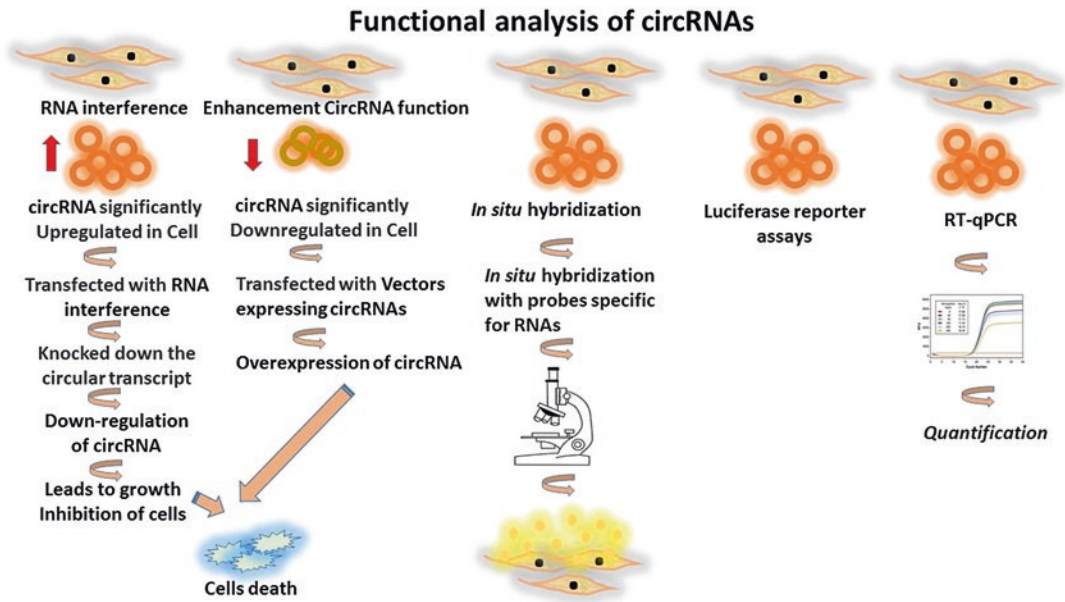 Functional analysis of circRNAs
RNA interference
circRNA significantly
Upregulated in Cell
Transfected with RNA
interference
Knocked down the
circular transcript
Down-regulation
of circRNA
Leads to growth
Inhibition of cells
Enhancement CircRNA function
circRNA significantly
Downregulated in Cell
Transfected with Vectors
expressing circRNAs
Overexpression of circRNA
Cells death
In situ hybridization
In situ hybridization
with probes specific
for RNAs
Luciferase reporter
assays
RT-qPCR
Cycle Number
Quantification